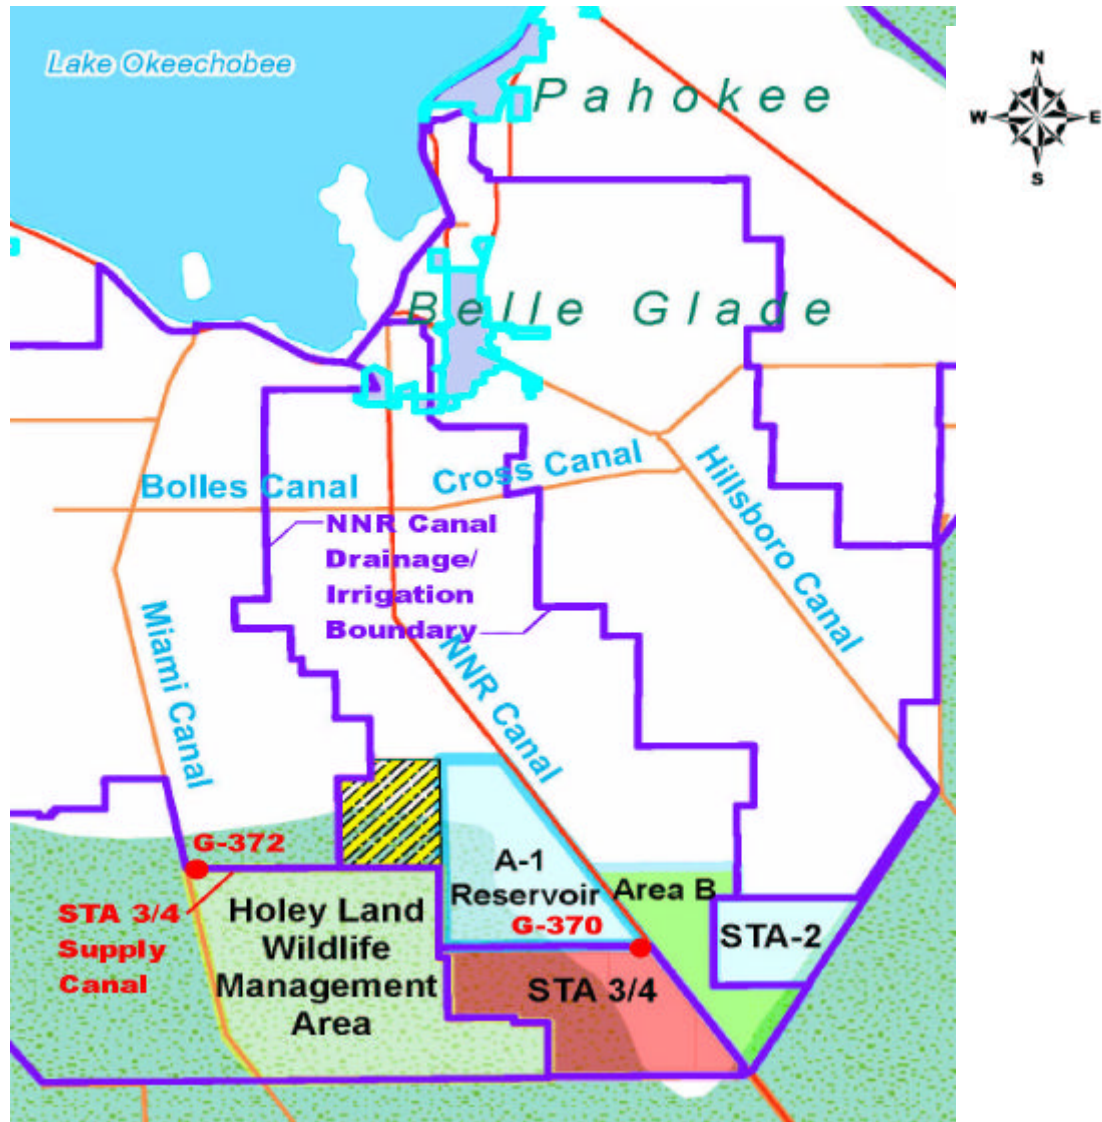 Lake Okeechobee
Pahokee
N
W
E
S
Belle Glade
Bolles Canal
Cross Canal
Hillsboro Canal
NNR Canal
Drainage/
Irrigation
Boundary
Miami Canal
NNR Canal
G-372
A-1
Reservoir
Area B
G-370
STA 3/4
Supply
Canal
Holey Land
Wildlife
Management
Area
STA-2
STA 3/4